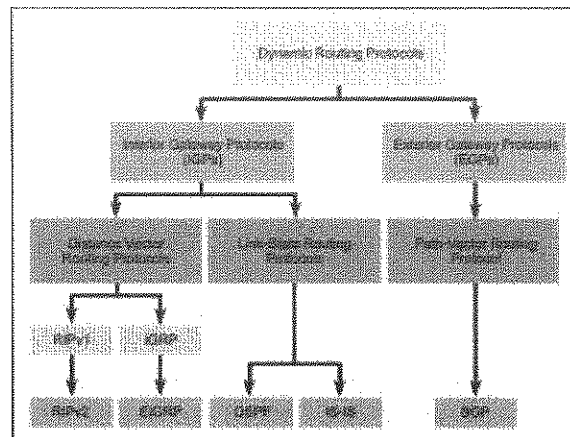 Dynamic Routing Protocols
Interior Gateway Protocols
(IGPs)
Exterior Gateway Protocols
(EGPs)
Distance Vector
Routing Protocols
Link-State Routing
Protocols
Path-Vector Routing
Protocol
RIPv1
IGRP
RIPv2
EIGRP
OSPF
IS-IS
BGP